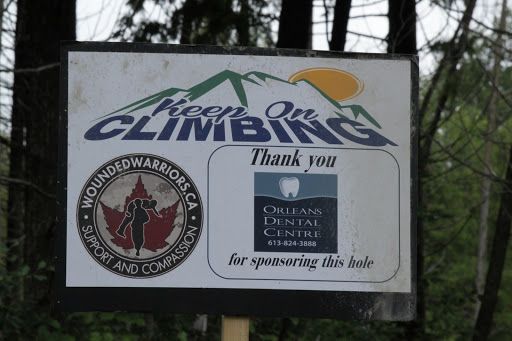 Keep On
CLIMBING
WOUNDEDWARRIORS.CA
SUPPORT AND COMPASSION
Thank you
ORLEANS
DENTAL
CENTRE
613-824-3888
for sponsoring this hole